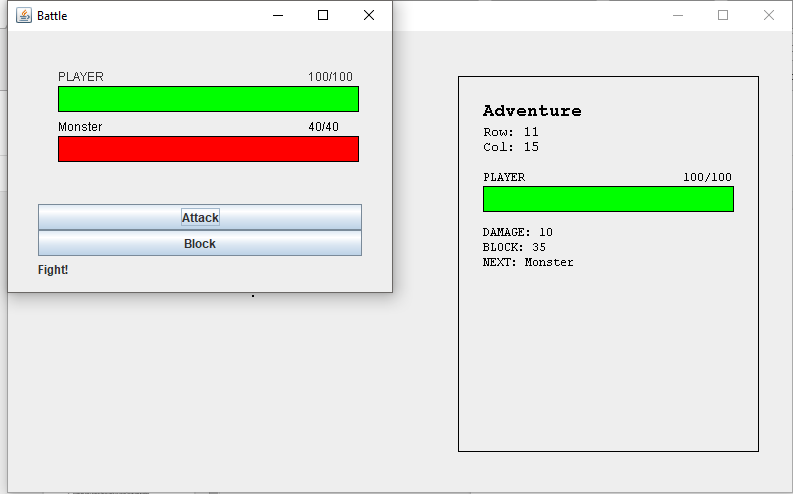 Battle
PLAYER 100/100
Monster 40/40
Attack
Block
Fight!
Adventure
Row: 11
Col: 15
PLAYER 100/100
DAMAGE: 10
BLOCK: 35
NEXT: Monster